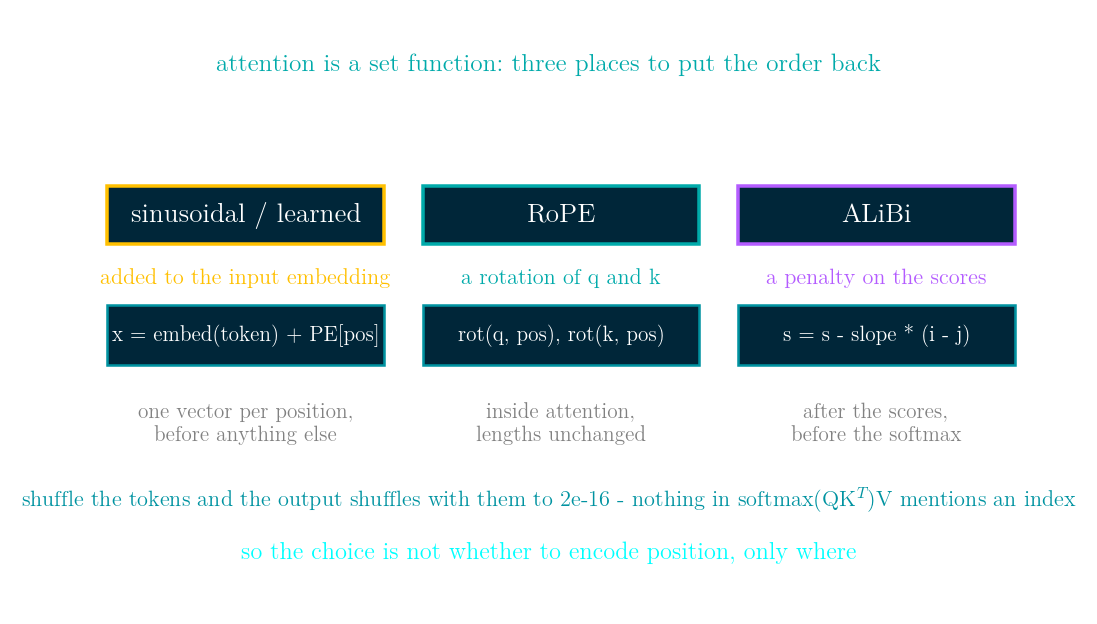 attention is a set function: three places to put the order back
sinusoidal / learned
RoPE
ALiBi
added to the input embedding
a rotation of q and k
a penalty on the scores
x = embed(token) + PE[pos]
rot(q, pos), rot(k, pos)
s = s - slope * (i - j)
one vector per position,
before anything else
inside attention,
lengths unchanged
after the scores,
before the softmax
shuffle the tokens and the output shuffles with them to 2e-16 - nothing in softmax(QK^T)V mentions an index
so the choice is not whether to encode position, only where